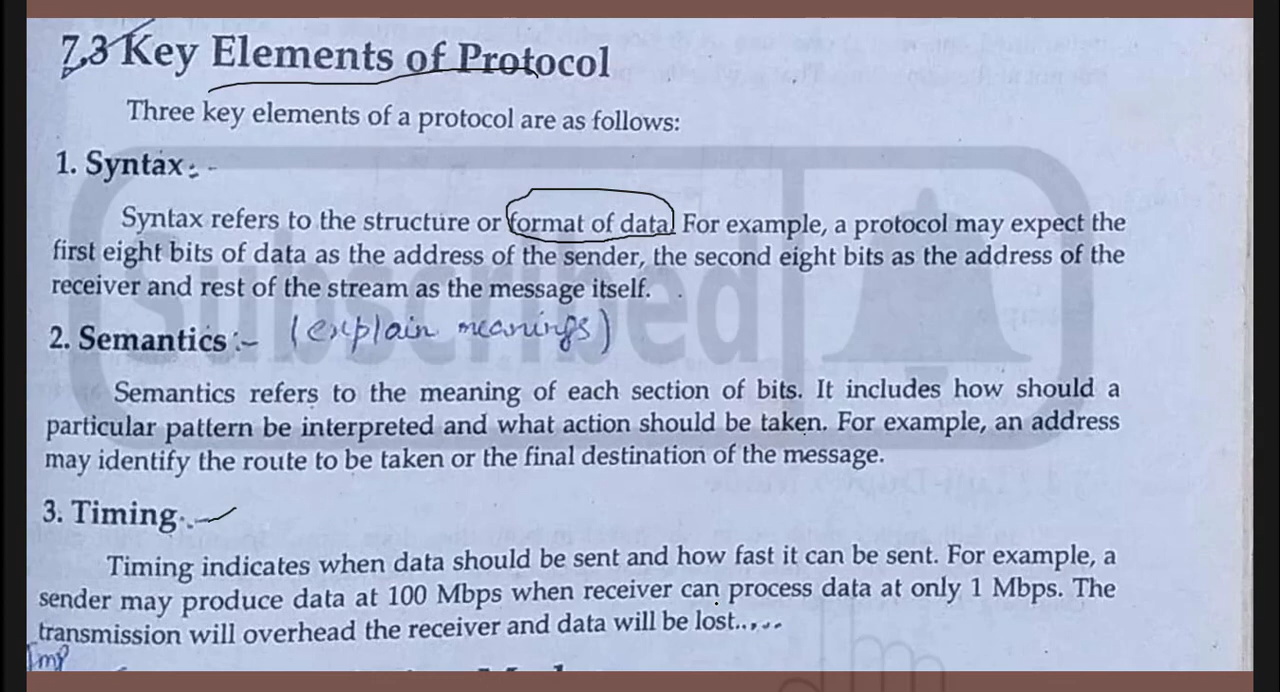 7.3 Key Elements of Protocol
Three key elements of a protocol are as follows:
1. Syntax:-
Syntax refers to the structure or format of data. For example, a protocol may expect the
first eight bits of data as the address of the sender, the second eight bits as the address of the
receiver and rest of the stream as the message itself.
2. Semantics:- (explain meanings)
Semantics refers to the meaning of each section of bits. It includes how should a
particular pattern be interpreted and what action should be taken. For example, an address
may identify the route to be taken or the final destination of the message.
3. Timing:-
Timing indicates when data should be sent and how fast it can be sent. For example, a
sender may produce data at 100 Mbps when receiver can process data at only 1 Mbps. The
transmission will overhead the receiver and data will be lost.....
Imp
Subscribed